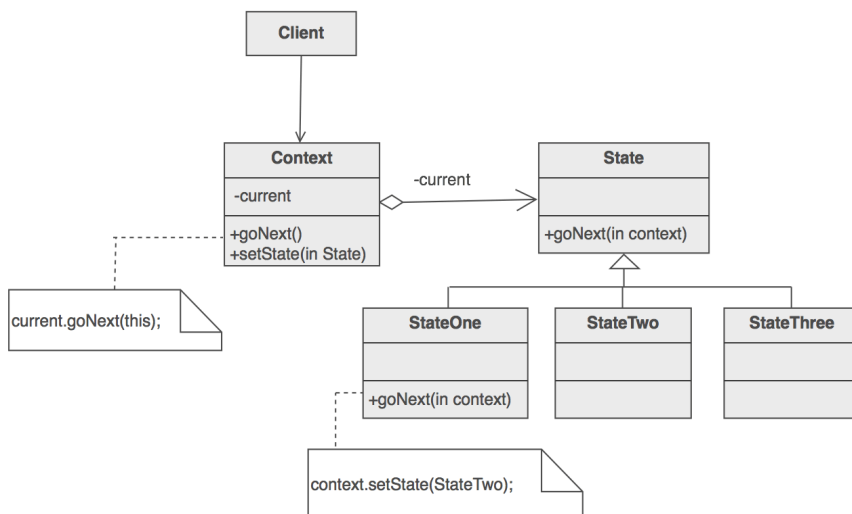 Client
Context
-current
+goNext()
+setState(in State)
-current
State
+goNext(in context)
current.goNext(this);
StateOne
+goNext(in context)
StateTwo
StateThree
context.setState(StateTwo);